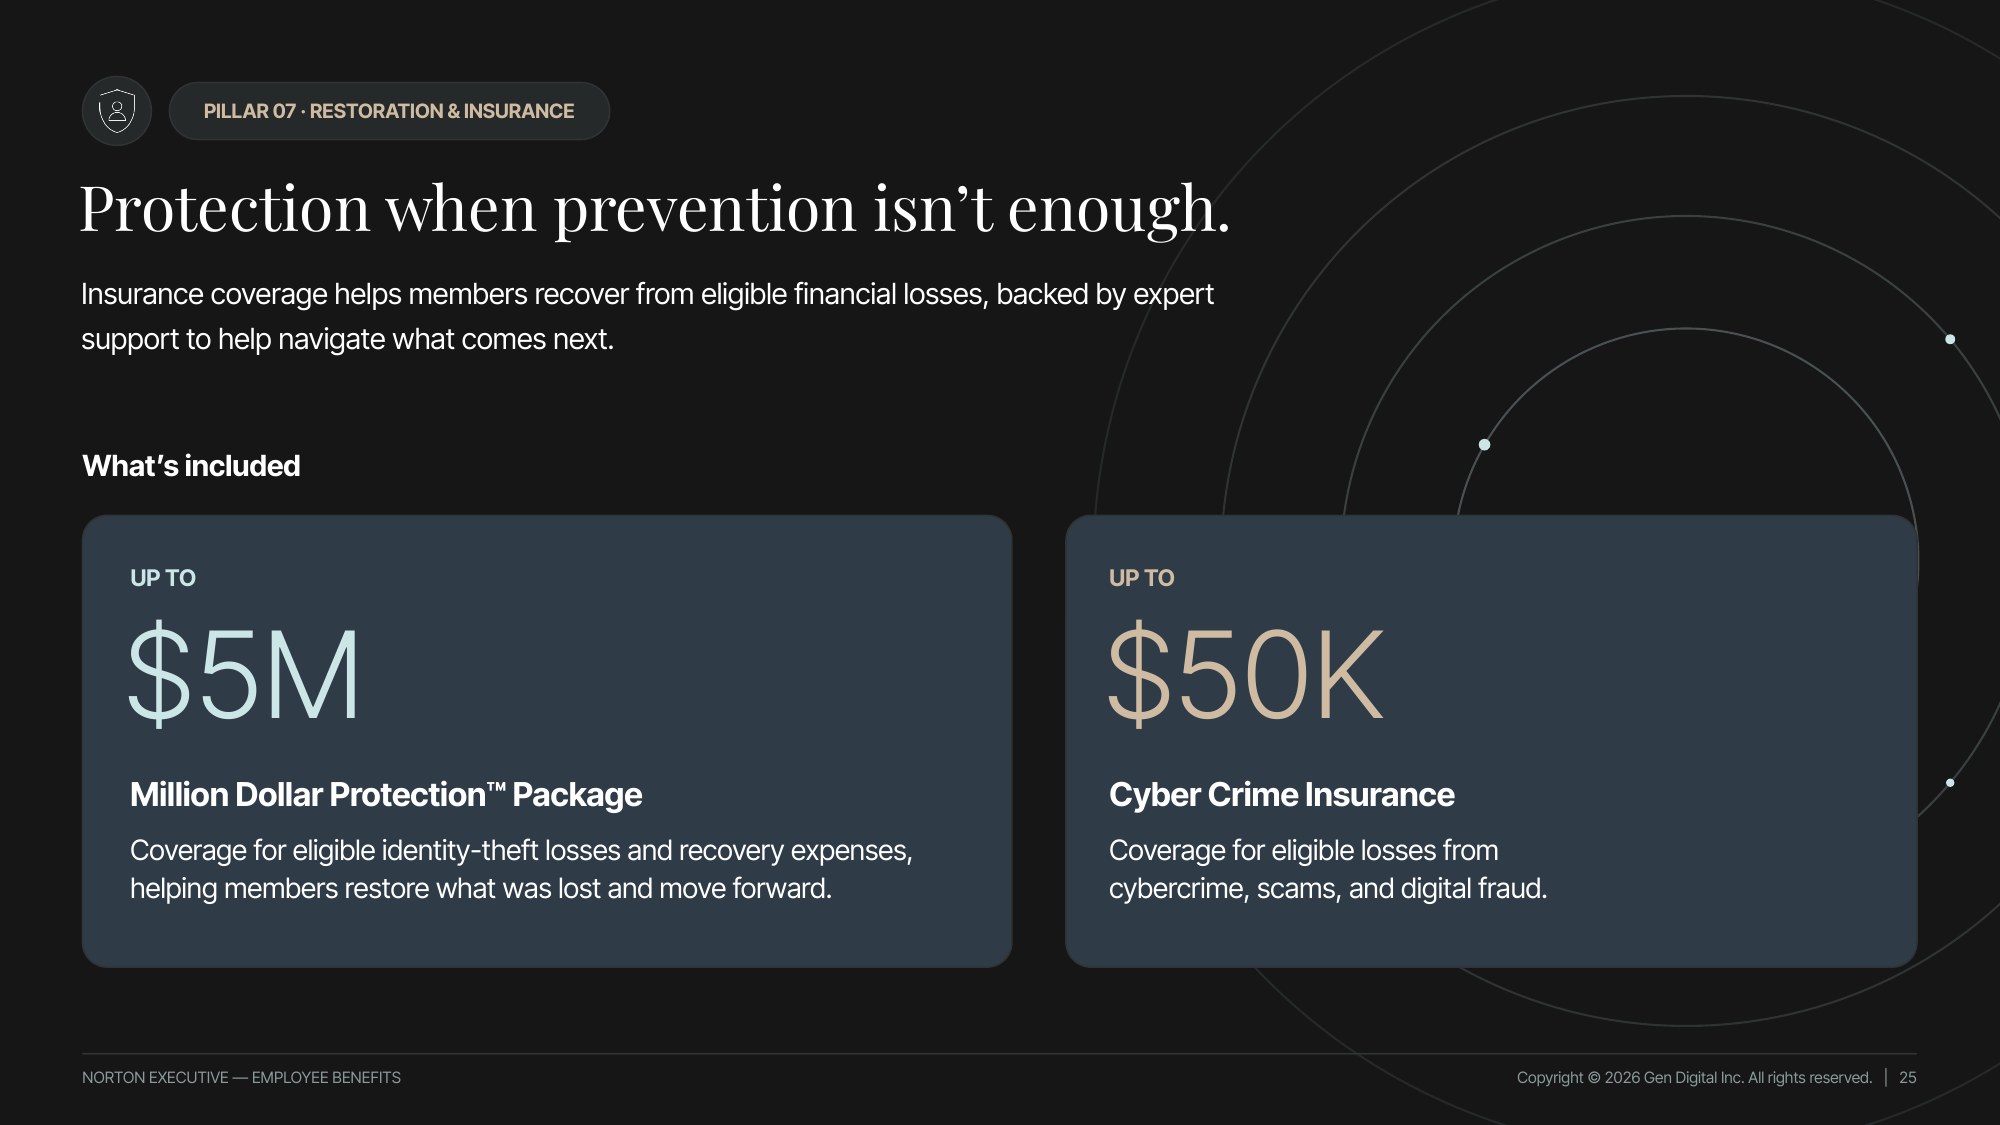 PILLAR 07 · RESTORATION & INSURANCE
Protection when prevention isn’t enough.
Insurance coverage helps members recover from eligible financial losses, backed by expert
support to help navigate what comes next.
What’s included
UP TO
$5M
Million Dollar Protection™ Package
Coverage for eligible identity-theft losses and recovery expenses,
helping members restore what was lost and move forward.
UP TO
$50K
Cyber Crime Insurance
Coverage for eligible losses from
cybercrime, scams, and digital fraud.
NORTON EXECUTIVE — EMPLOYEE BENEFITS
Copyright © 2026 Gen Digital Inc. All rights reserved. | 25